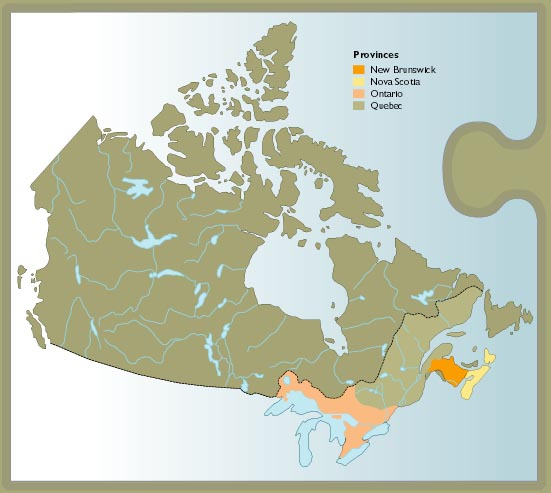 Provinces
New Brunswick
Nova Scotia
Ontario
Quebec